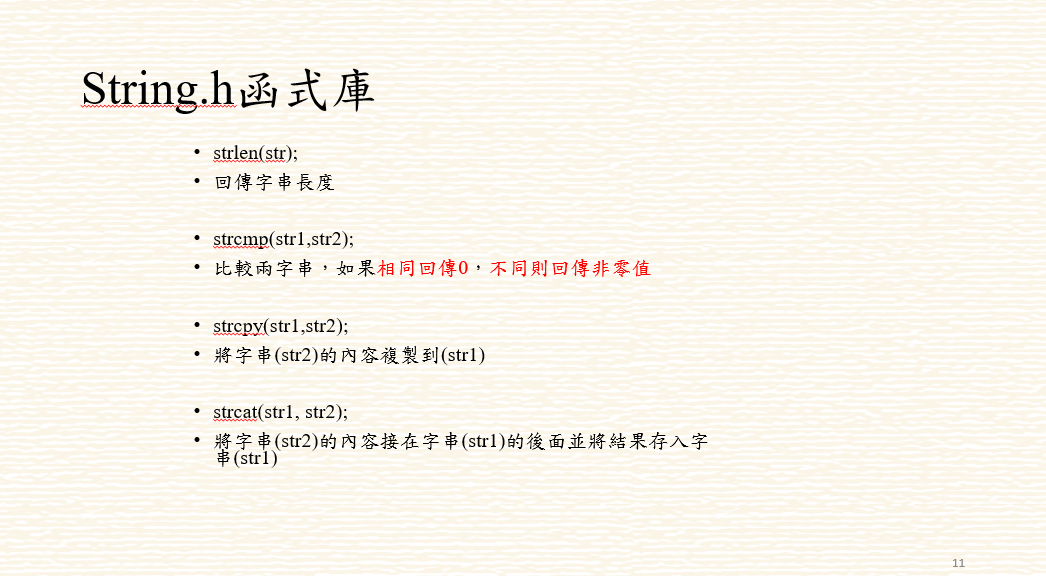 String.h函式庫
• strlen(str);
• 回傳字串長度
• strcmp(str1,str2);
• 比較兩字串，如果相同回傳0，不同則回傳非零值
• strcpy(str1,str2);
• 將字串(str2)的內容複製到(str1)
• strcat(str1, str2);
• 將字串(str2)的內容接在字串(str1)的後面並將結果存入字
串(str1)
11